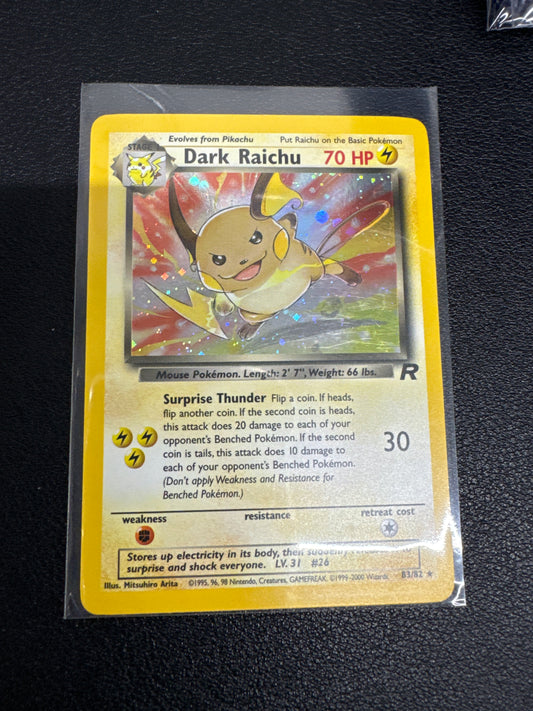 Evolves from Pikachu Put Raichu on the Basic Pokémon
STAGE 1
Dark Raichu 70 HP
Mouse Pokémon. Length: 2' 7", Weight: 66 lbs.
R
Surprise Thunder Flip a coin. If heads,
flip another coin. If the second coin is heads,
this attack does 20 damage to each of your
opponent's Benched Pokémon. If the second
coin is tails, this attack does 10 damage to
each of your opponent's Benched Pokémon.
(Don't apply Weakness and Resistance for
Benched Pokémon.)
30
weakness resistance retreat cost
Stores up electricity in its body, then suddenly
surprise and shock everyone. LV. 31 #26
Illus. Mitsuhiro Arita ©1995, 96, 98 Nintendo, Creatures, GAMEFREAK. ©1999-2000 Wizards. 83/82 ★